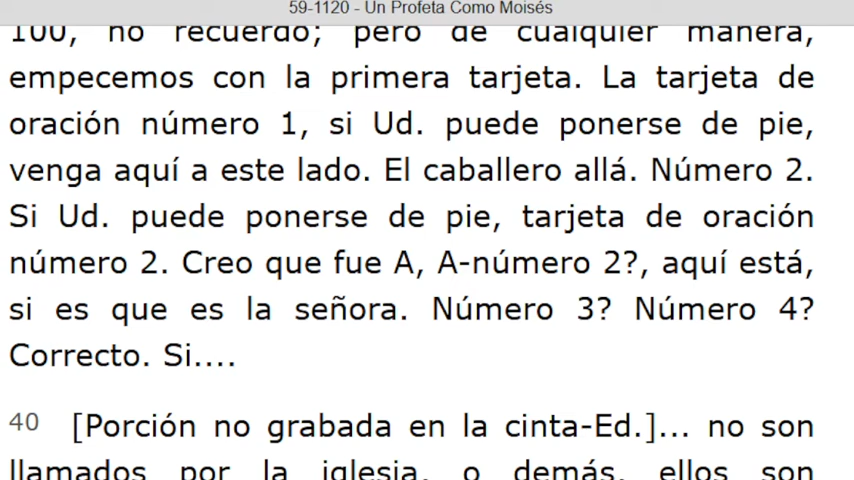 59-1120 - Un Profeta Como Moisés
100, no recuerdo; pero de cualquier manera,
empecemos con la primera tarjeta. La tarjeta de
oración número 1, si Ud. puede ponerse de pie,
venga aquí a este lado. El caballero allá. Número 2.
Si Ud. puede ponerse de pie, tarjeta de oración
número 2. Creo que fue A, A-número 2?, aquí está,
si es que es la señora. Número 3? Número 4?
Correcto. Si....
40 [Porción no grabada en la cinta-Ed.]... no son
llamados por la iglesia, o demás, ellos son